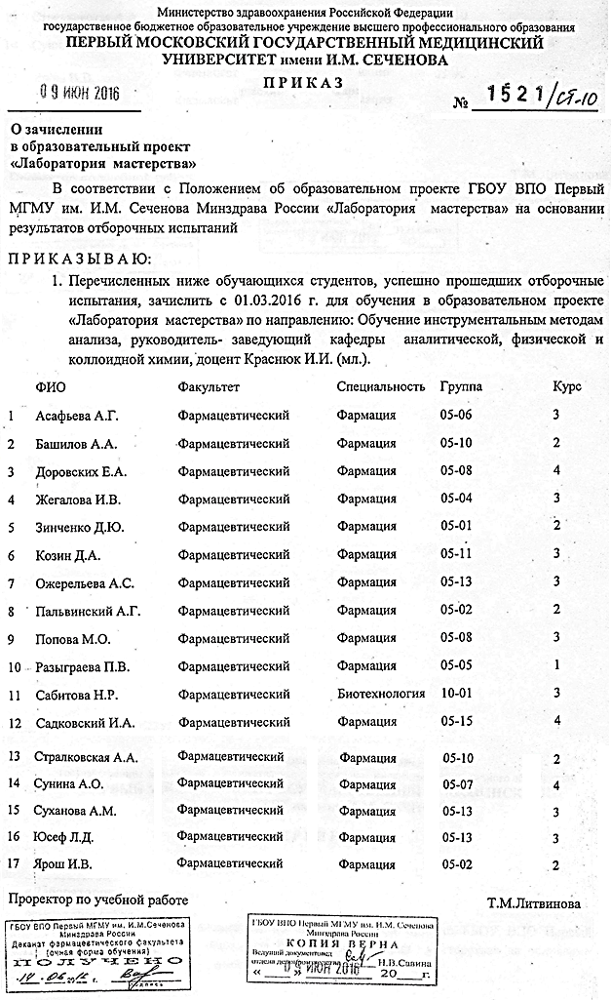 Министерство здравоохранения Российской Федерации
государственное бюджетное образовательное учреждение высшего профессионального образования
ПЕРВЫЙ МОСКОВСКИЙ ГОСУДАРСТВЕННЫЙ МЕДИЦИНСКИЙ
УНИВЕРСИТЕТ имени И.М. СЕЧЕНОВА
ПРИКАЗ
09 ИЮН 2016
№ 1521/ст-10
О зачислении
в образовательный проект
«Лаборатория мастерства»
В соответствии с Положением об образовательном проекте ГБОУ ВПО Первый
МГМУ им. И.М. Сеченова Минздрава России «Лаборатория мастерства» на основании
результатов отборочных испытаний
ПРИКАЗЫВАЮ:
1. Перечисленных ниже обучающихся студентов, успешно прошедших отборочные
испытания, зачислить с 01.03.2016 г. для обучения в образовательном проекте
«Лаборатория мастерства» по направлению: Обучение инструментальным методам
анализа, руководитель- заведующий кафедры аналитической, физической и
коллоидной химии, доцент Краснюк И.И. (мл.).
ФИО Факультет Специальность Группа Курс
1 Асафьева А.Г. Фармацевтический Фармация 05-06 3
2 Башилов А.А. Фармацевтический Фармация 05-10 2
3 Доровских Е.А. Фармацевтический Фармация 05-08 4
4 Жегалова И.В. Фармацевтический Фармация 05-04 3
5 Зинченко Д.Ю. Фармацевтический Фармация 05-01 2
6 Козин Д.А. Фармацевтический Фармация 05-11 3
7 Ожерельева А.С. Фармацевтический Фармация 05-13 3
8 Пальвинский А.Г. Фармацевтический Фармация 05-02 2
9 Попова М.О. Фармацевтический Фармация 05-08 3
10 Разыграева П.В. Фармацевтический Фармация 05-05 1
11 Сабитова Н.Р. Фармацевтический Биотехнология 10-01 3
12 Садковский И.А. Фармацевтический Фармация 05-15 4
13 Стралковская А.А. Фармацевтический Фармация 05-10 2
14 Сунина А.О. Фармацевтический Фармация 05-07 4
15 Суханова А.М. Фармацевтический Фармация 05-13 3
16 Юсеф Л.Д. Фармацевтический Фармация 05-13 3
17 Ярош И.В. Фармацевтический Фармация 05-02 2
Проректор по учебной работе Т.М.Литвинова
ГБОУ ВПО Первый МГМУ им. И.М.Сеченова
Минздрава России
Деканат фармацевтического факультета
(очная форма обучения)
ПОЛУЧЕНО
подпись
ГБОУ ВПО Первый МГМУ им. И.М. Сеченова
Минздрава России
КОПИЯ ВЕРНА
Ведущий документовед
отдела делопроизводства Н.В.Савина
« » 09 ИЮН 2016 20 г.